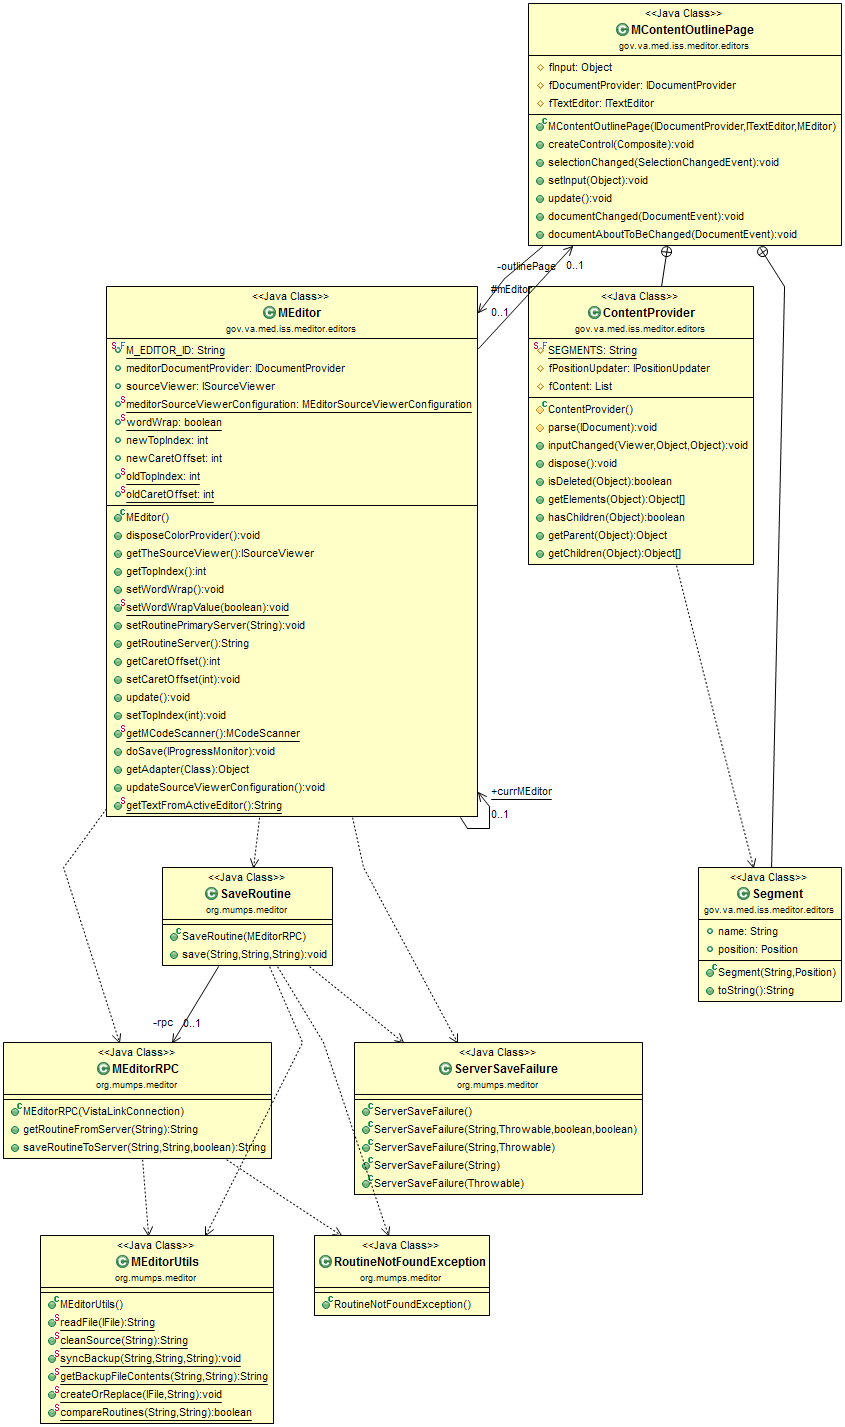 <<Java Class>>
MContentOutlinePage
gov.va.med.iss.meditor.editors
fInput: Object
fDocumentProvider: IDocumentProvider
fTextEditor: ITextEditor
MContentOutlinePage(IDocumentProvider,ITextEditor,MEditor)
createControl(Composite):void
selectionChanged(SelectionChangedEvent):void
setInput(Object):void
update():void
documentChanged(DocumentEvent):void
documentAboutToBeChanged(DocumentEvent):void
-outlinePage
0..1
#mEditor
0..1
<<Java Class>>
MEditor
gov.va.med.iss.meditor.editors
M_EDITOR_ID: String
meditorDocumentProvider: IDocumentProvider
sourceViewer: ISourceViewer
meditorSourceViewerConfiguration: MEditorSourceViewerConfiguration
wordWrap: boolean
newTopIndex: int
newCaretOffset: int
oldTopIndex: int
oldCaretOffset: int
MEditor()
disposeColorProvider():void
getTheSourceViewer():ISourceViewer
getTopIndex():int
setWordWrap():void
setWordWrapValue(boolean):void
setRoutinePrimaryServer(String):void
getRoutineServer():String
getCaretOffset():int
setCaretOffset(int):void
update():void
setTopIndex(int):void
getMCodeScanner():MCodeScanner
doSave(IProgressMonitor):void
getAdapter(Class):Object
updateSourceViewerConfiguration():void
getTextFromActiveEditor():String
+currMEditor
0..1
<<Java Class>>
ContentProvider
gov.va.med.iss.meditor.editors
SEGMENTS: String
fPositionUpdater: IPositionUpdater
fContent: List
ContentProvider()
parse(IDocument):void
inputChanged(Viewer,Object,Object):void
dispose():void
isDeleted(Object):boolean
getElements(Object):Object[]
hasChildren(Object):boolean
getParent(Object):Object
getChildren(Object):Object[]
<<Java Class>>
SaveRoutine
org.mumps.meditor
SaveRoutine(MEditorRPC)
save(String,String,String):void
<<Java Class>>
Segment
gov.va.med.iss.meditor.editors
name: String
position: Position
Segment(String,Position)
toString():String
-rpc
0..1
<<Java Class>>
MEditorRPC
org.mumps.meditor
MEditorRPC(VistaLinkConnection)
getRoutineFromServer(String):String
saveRoutineToServer(String,String,boolean):String
<<Java Class>>
ServerSaveFailure
org.mumps.meditor
ServerSaveFailure()
ServerSaveFailure(String,Throwable,boolean,boolean)
ServerSaveFailure(String,Throwable)
ServerSaveFailure(String)
ServerSaveFailure(Throwable)
<<Java Class>>
MEditorUtils
org.mumps.meditor
MEditorUtils()
readFile(IFile):String
cleanSource(String):String
syncBackup(String,String,String):void
getBackupFileContents(String,String):String
createOrReplace(IFile,String):void
compareRoutines(String,String):boolean
<<Java Class>>
RoutineNotFoundException
org.mumps.meditor
RoutineNotFoundException()